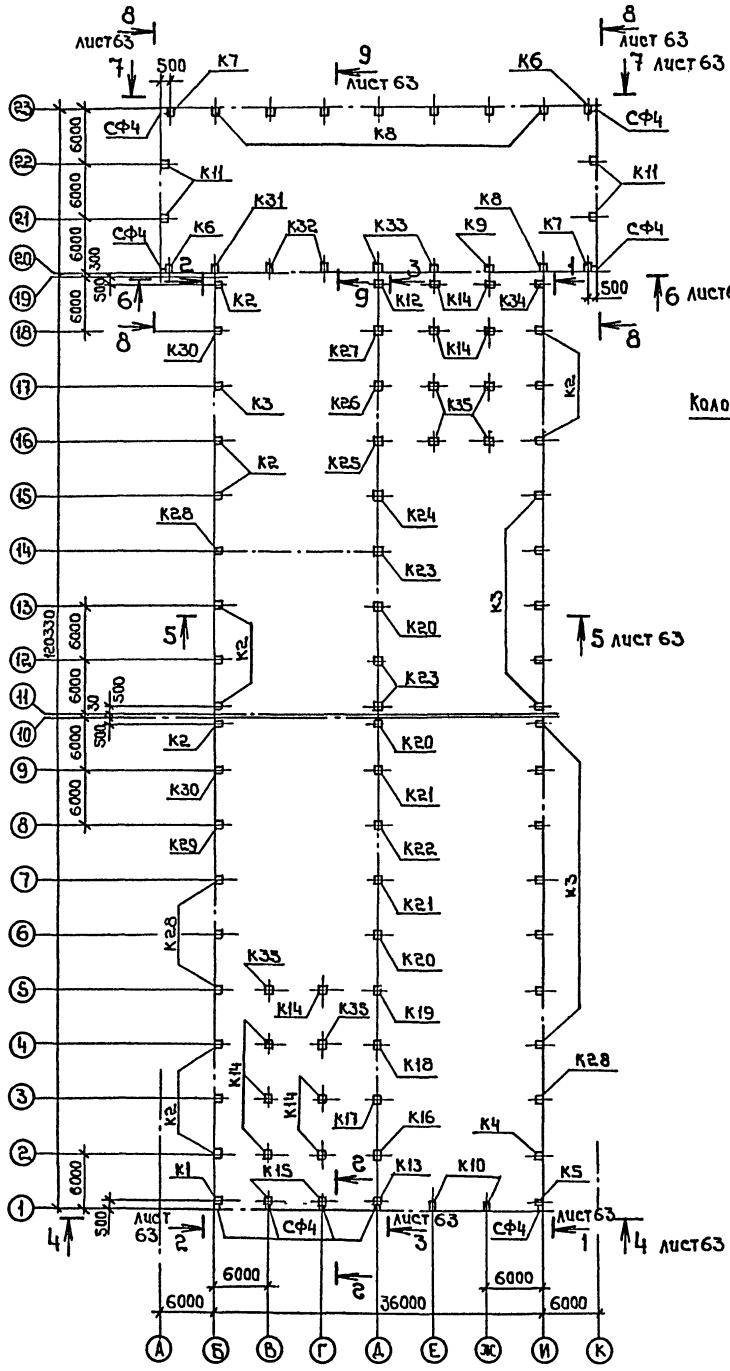 8 8
лист 63 лист 63
7 500 К7 9 К6 7 лист 63
лист 63
23 СФ4 СФ4
6000 К8
22 К11 К11
6000
21
6000 СФ4 К6 К31 К32 К33 К9 К8 К7 СФ4
20
300 2 9 3 1 500
19
500 6 К2 К12 К14 К34 6 лист
6000 8 8
18 К30 К27 К14
17 К3 К26 К35 К2
Коло
16 К2 К25
15 К28 К24
14 К23
13 К20 К3
120330 6000 5 К2 5 лист 63
12 К23
6000 500
11
30
10 500 К2 К20
6000
9 К30 К21
6000
8 К29 К22
7 К28 К21 К3
6 К33 К20
5 К14 К35 К19
4 К14 К18 К28
3 К2 К14 К17 К16 К4
2
6000 К1 К15 2 К13 К10 К5
1
500 лист 63 СФ4 лист 63 СФ4 лист 63
4 2 3 1 4 лист 63
6000 2 6000
6000 36000 6000
А Б В Г Д Е Ж И К